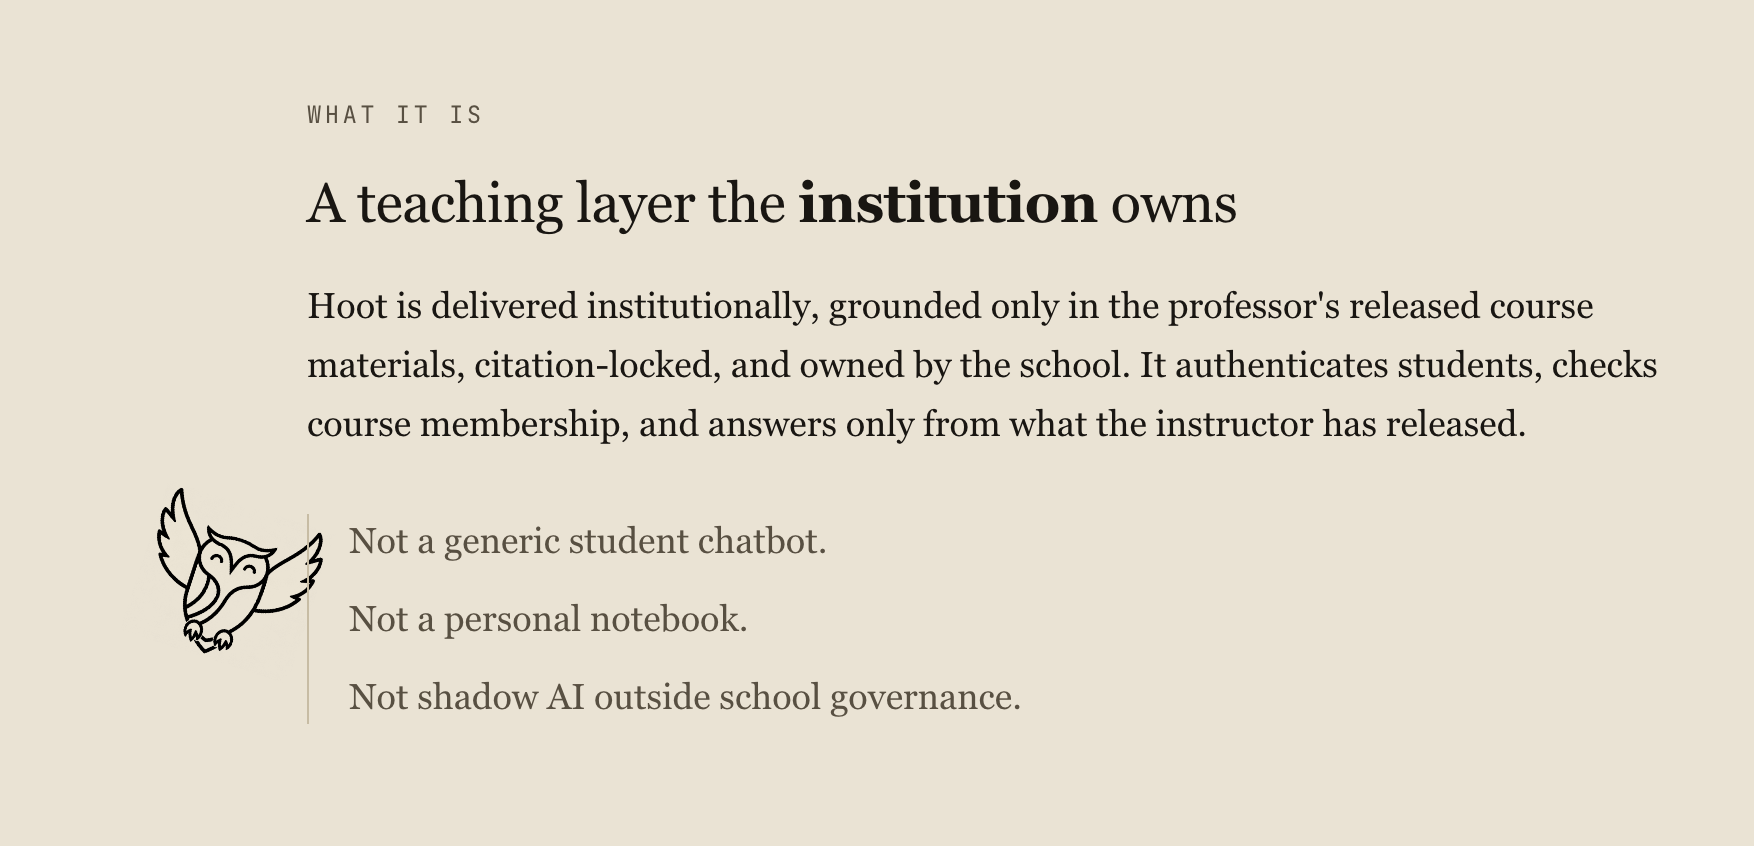 WHAT IT IS
A teaching layer the institution owns
Hoot is delivered institutionally, grounded only in the professor's released course
materials, citation-locked, and owned by the school. It authenticates students, checks
course membership, and answers only from what the instructor has released.
Not a generic student chatbot.
Not a personal notebook.
Not shadow AI outside school governance.